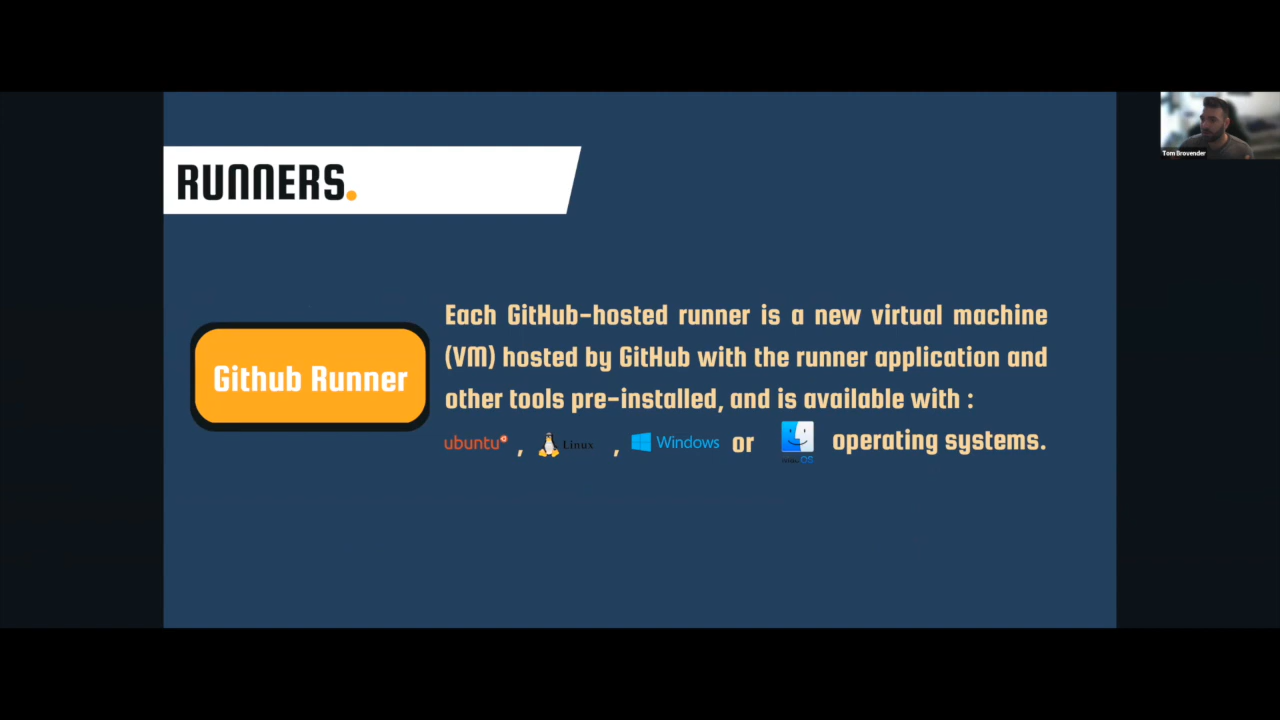 RUNNERS.
Tom Brovender
Github Runner
Each GitHub-hosted runner is a new virtual machine
(VM) hosted by GitHub with the runner application and
other tools pre-installed, and is available with :
ubuntu , Linux , Windows or OS operating systems.